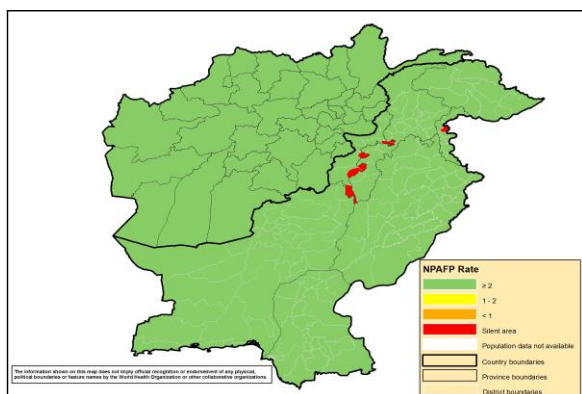 NPAFP Rate
≥ 2
1 - 2
< 1
Silent area
Population data not available
Country boundaries
Province boundaries
District boundaries
The information shown on this map does not imply official recognition or endorsement of any physical,
political boundaries or feature names by the World Health Organization or other collaborative organizations.